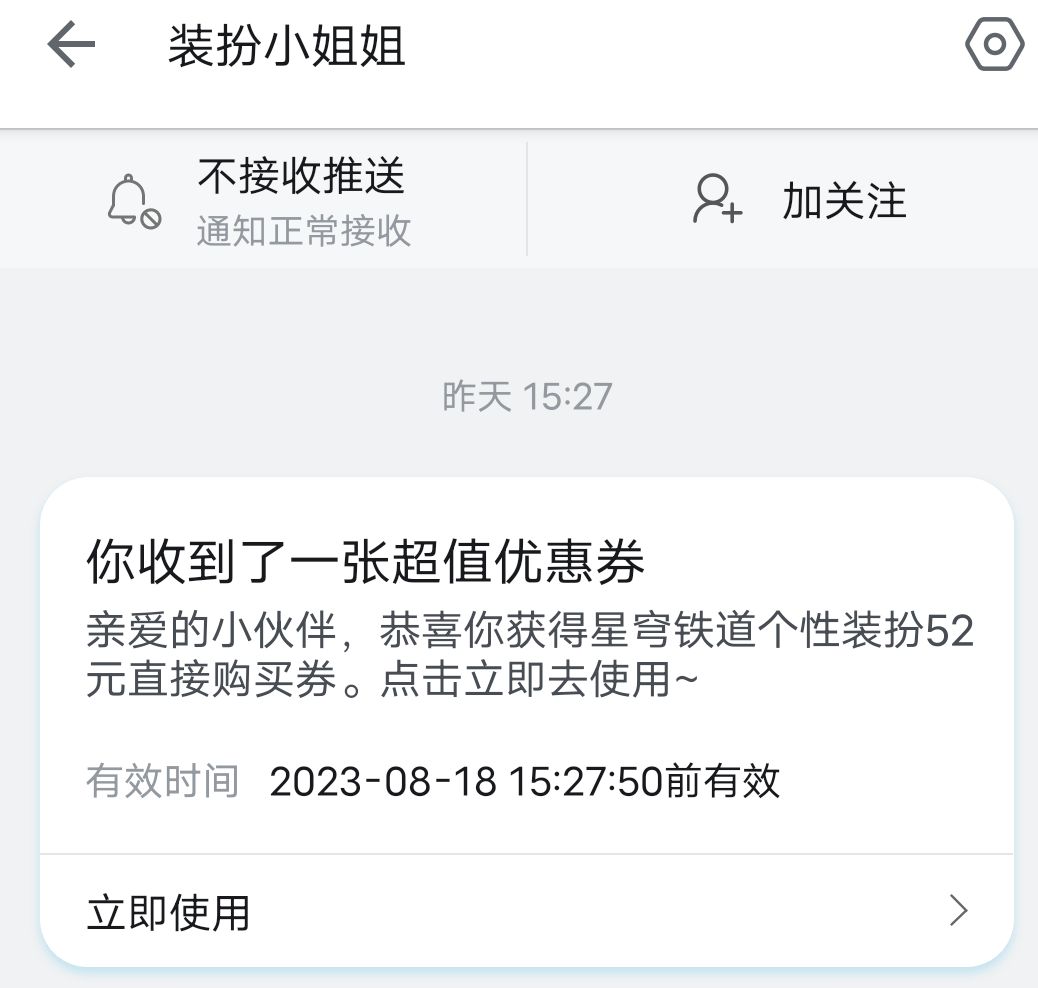 装扮小姐姐
不接收推送
通知正常接收
加关注
昨天 15:27
你收到了一张超值优惠券
亲爱的小伙伴，恭喜你获得星穹铁道个性装扮52
元直接购买券。点击立即去使用~
有效时间 2023-08-18 15:27:50前有效
立即使用